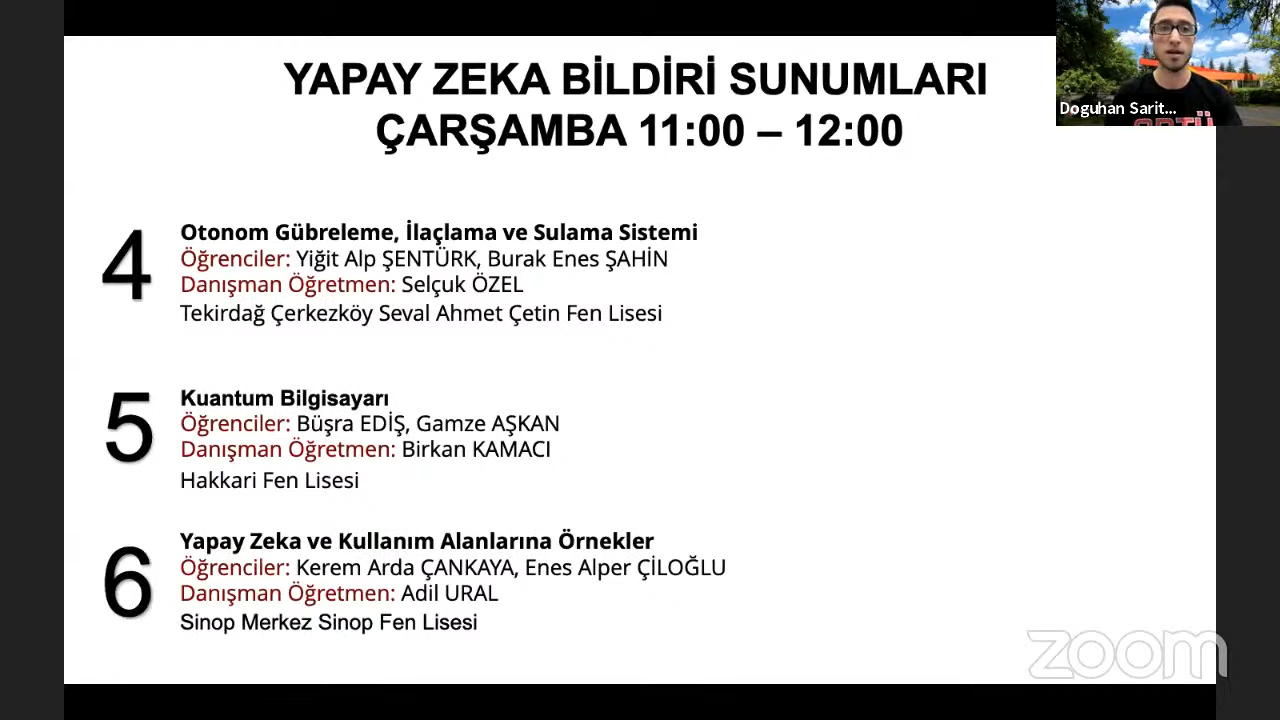 YAPAY ZEKA BİLDİRİ SUNUMLARI
ÇARŞAMBA 11:00 – 12:00
Doguhan Sarit...
ODTÜ
4
Otonom Gübreleme, İlaçlama ve Sulama Sistemi
Öğrenciler: Yiğit Alp ŞENTÜRK, Burak Enes ŞAHİN
Danışman Öğretmen: Selçuk ÖZEL
Tekirdağ Çerkezköy Seval Ahmet Çetin Fen Lisesi
5
Kuantum Bilgisayarı
Öğrenciler: Büşra EDİŞ, Gamze AŞKAN
Danışman Öğretmen: Birkan KAMACI
Hakkari Fen Lisesi
6
Yapay Zeka ve Kullanım Alanlarına Örnekler
Öğrenciler: Kerem Arda ÇANKAYA, Enes Alper ÇİLOĞLU
Danışman Öğretmen: Adil URAL
Sinop Merkez Sinop Fen Lisesi
zoom